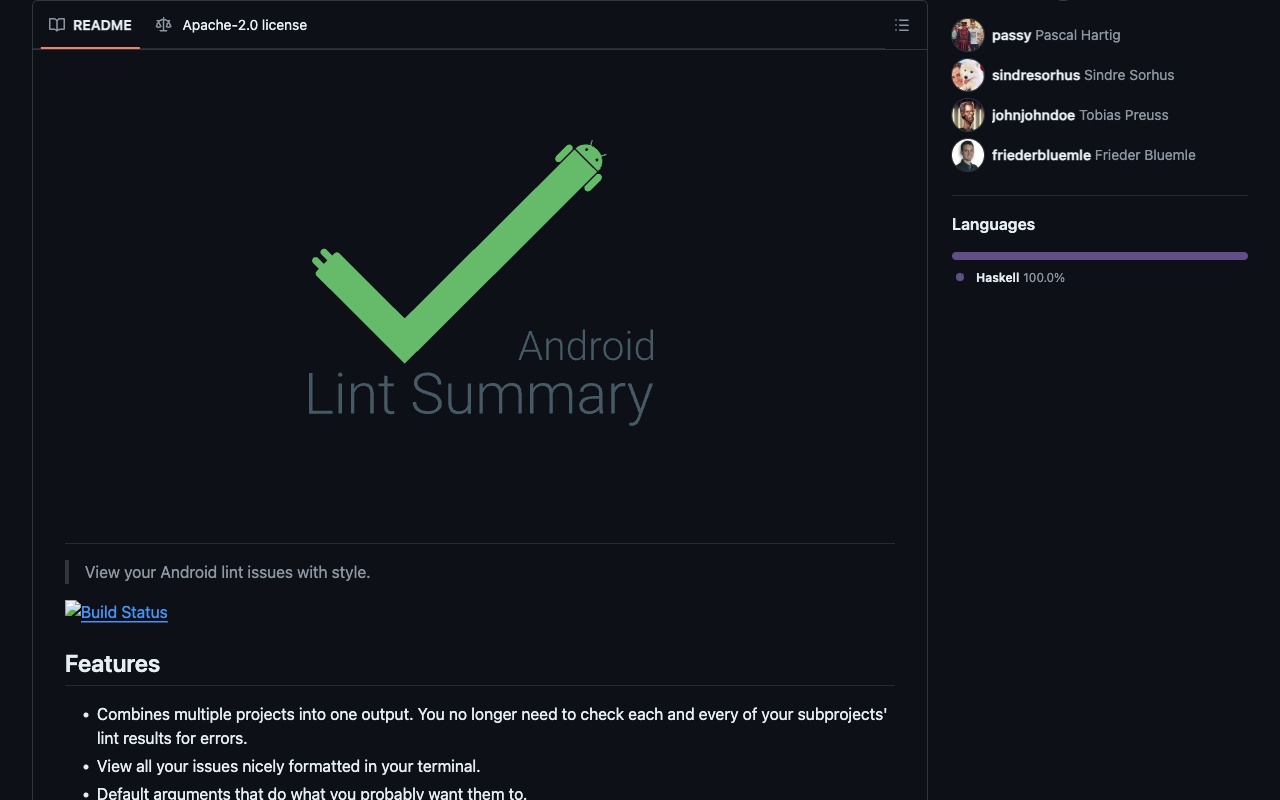 README
Apache-2.0 license
Android
Lint Summary
View your Android lint issues with style.
Build Status
Features
• Combines multiple projects into one output. You no longer need to check each and every of your subprojects'
lint results for errors.
• View all your issues nicely formatted in your terminal.
• Default arguments that do what you probably want them to.
passy Pascal Hartig
sindresorhus Sindre Sorhus
johnjohndoe Tobias Preuss
friederbluemle Frieder Bluemle
Languages
Haskell 100.0%